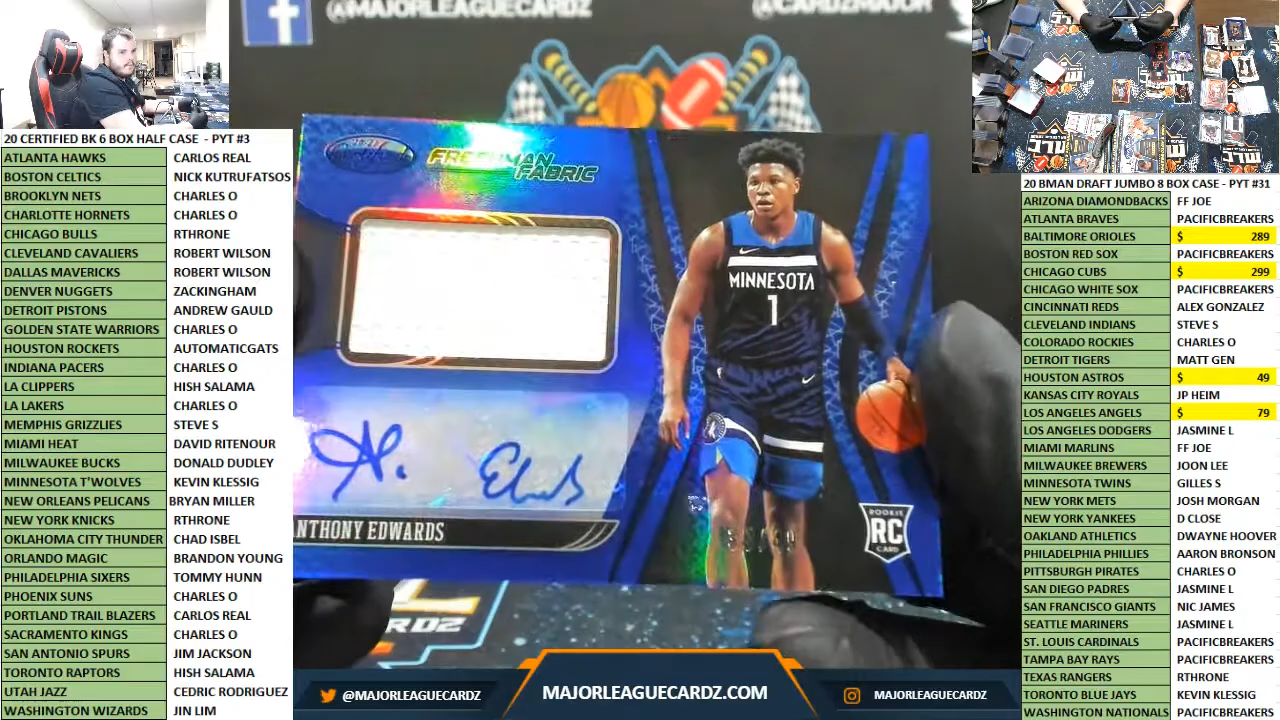 @MAJORLEAGUECARDZ
@CARDZMAJOR
20 CERTIFIED BK 6 BOX HALF CASE - PYT #3
ATLANTA HAWKS CARLOS REAL
BOSTON CELTICS NICK KUTRUFATSOS
BROOKLYN NETS CHARLES O
CHARLOTTE HORNETS CHARLES O
CHICAGO BULLS RTHRONE
CLEVELAND CAVALIERS ROBERT WILSON
DALLAS MAVERICKS ROBERT WILSON
DENVER NUGGETS ZACKINGHAM
DETROIT PISTONS ANDREW GAULD
GOLDEN STATE WARRIORS CHARLES O
HOUSTON ROCKETS AUTOMATICGATS
INDIANA PACERS CHARLES O
LA CLIPPERS HISH SALAMA
LA LAKERS CHARLES O
MEMPHIS GRIZZLIES STEVE S
MIAMI HEAT DAVID RITENOUR
MILWAUKEE BUCKS DONALD DUDLEY
MINNESOTA T'WOLVES KEVIN KLESSIG
NEW ORLEANS PELICANS BRYAN MILLER
NEW YORK KNICKS RTHRONE
OKLAHOMA CITY THUNDER CHAD ISBEL
ORLANDO MAGIC BRANDON YOUNG
PHILADELPHIA SIXERS TOMMY HUNN
PHOENIX SUNS CHARLES O
PORTLAND TRAIL BLAZERS CARLOS REAL
SACRAMENTO KINGS CHARLES O
SAN ANTONIO SPURS JIM JACKSON
TORONTO RAPTORS HISH SALAMA
UTAH JAZZ CEDRIC RODRIGUEZ
WASHINGTON WIZARDS JIN LIM
FRESHMAN
FABRIC
MINNESOTA
1
NTHONY EDWARDS
ROOKIE
RC
CARD
RDZ
@MAJORLEAGUECARDZ
MAJORLEAGUECARDZ.COM
MAJORLEAGUECARDZ
MLC
20 BMAN DRAFT JUMBO 8 BOX CASE - PYT #31
ARIZONA DIAMONDBACKS FF JOE
ATLANTA BRAVES PACIFICBREAKERS
BALTIMORE ORIOLES $ 289
BOSTON RED SOX PACIFICBREAKERS
CHICAGO CUBS $ 299
CHICAGO WHITE SOX PACIFICBREAKERS
CINCINNATI REDS ALEX GONZALEZ
CLEVELAND INDIANS STEVE S
COLORADO ROCKIES CHARLES O
DETROIT TIGERS MATT GEN
HOUSTON ASTROS $ 49
KANSAS CITY ROYALS JP HEIM
LOS ANGELES ANGELS $ 79
LOS ANGELES DODGERS JASMINE L
MIAMI MARLINS FF JOE
MILWAUKEE BREWERS JOON LEE
MINNESOTA TWINS GILLES S
NEW YORK METS JOSH MORGAN
NEW YORK YANKEES D CLOSE
OAKLAND ATHLETICS DWAYNE HOOVER
PHILADELPHIA PHILLIES AARON BRONSON
PITTSBURGH PIRATES CHARLES O
SAN DIEGO PADRES JASMINE L
SAN FRANCISCO GIANTS NIC JAMES
SEATTLE MARINERS JASMINE L
ST. LOUIS CARDINALS PACIFICBREAKERS
TAMPA BAY RAYS PACIFICBREAKERS
TEXAS RANGERS RTHRONE
TORONTO BLUE JAYS KEVIN KLESSIG
WASHINGTON NATIONALS PACIFICBREAKERS